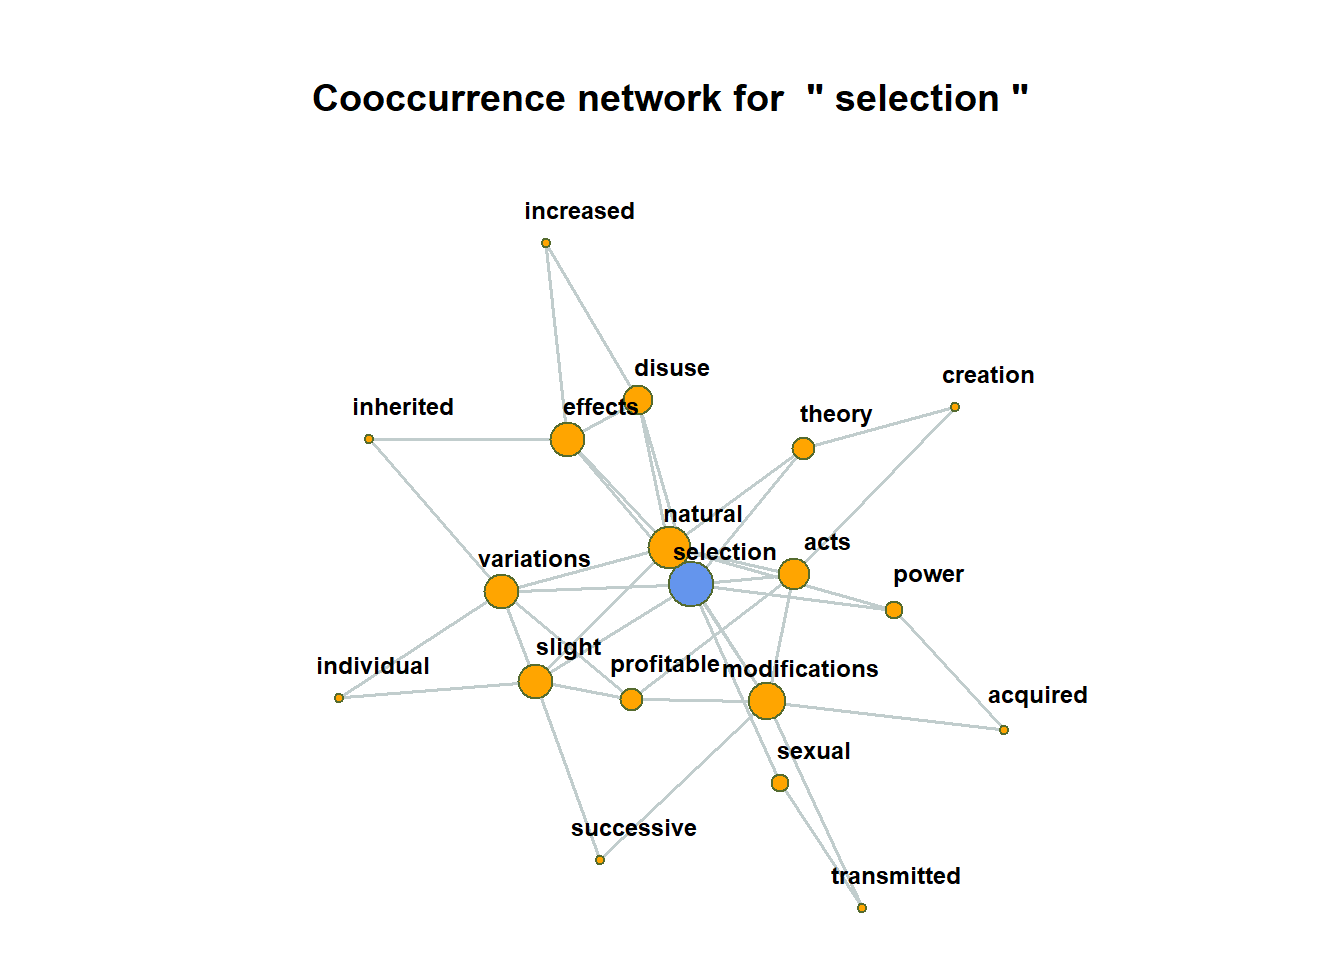 Cooccurrence network for " selection "
increased
disuse
creation
inherited
effects
theory
natural
selection
acts
variations
power
slight
profitable
modifications
individual
acquired
sexual
successive
transmitted